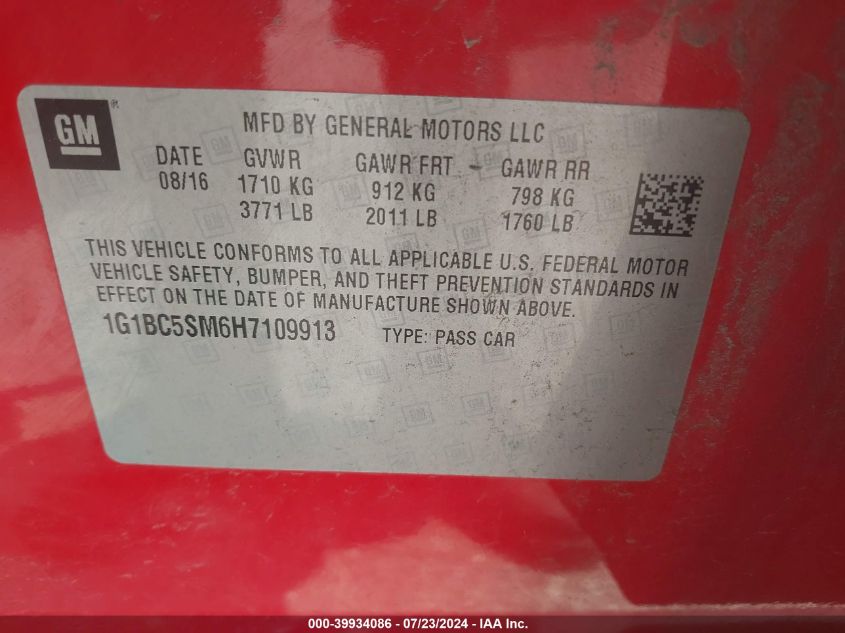 GM®
MFD BY GENERAL MOTORS LLC
DATE GVWR GAWR FRT - GAWR RR
08/16 1710 KG 912 KG 798 KG
3771 LB 2011 LB 1760 LB
THIS VEHICLE CONFORMS TO ALL APPLICABLE U.S. FEDERAL MOTOR
VEHICLE SAFETY, BUMPER, AND THEFT PREVENTION STANDARDS IN
EFFECT ON THE DATE OF MANUFACTURE SHOWN ABOVE.
1G1BC5SM6H7109913 TYPE: PASS CAR
000-39934086 - 07/23/2024 - IAA Inc.